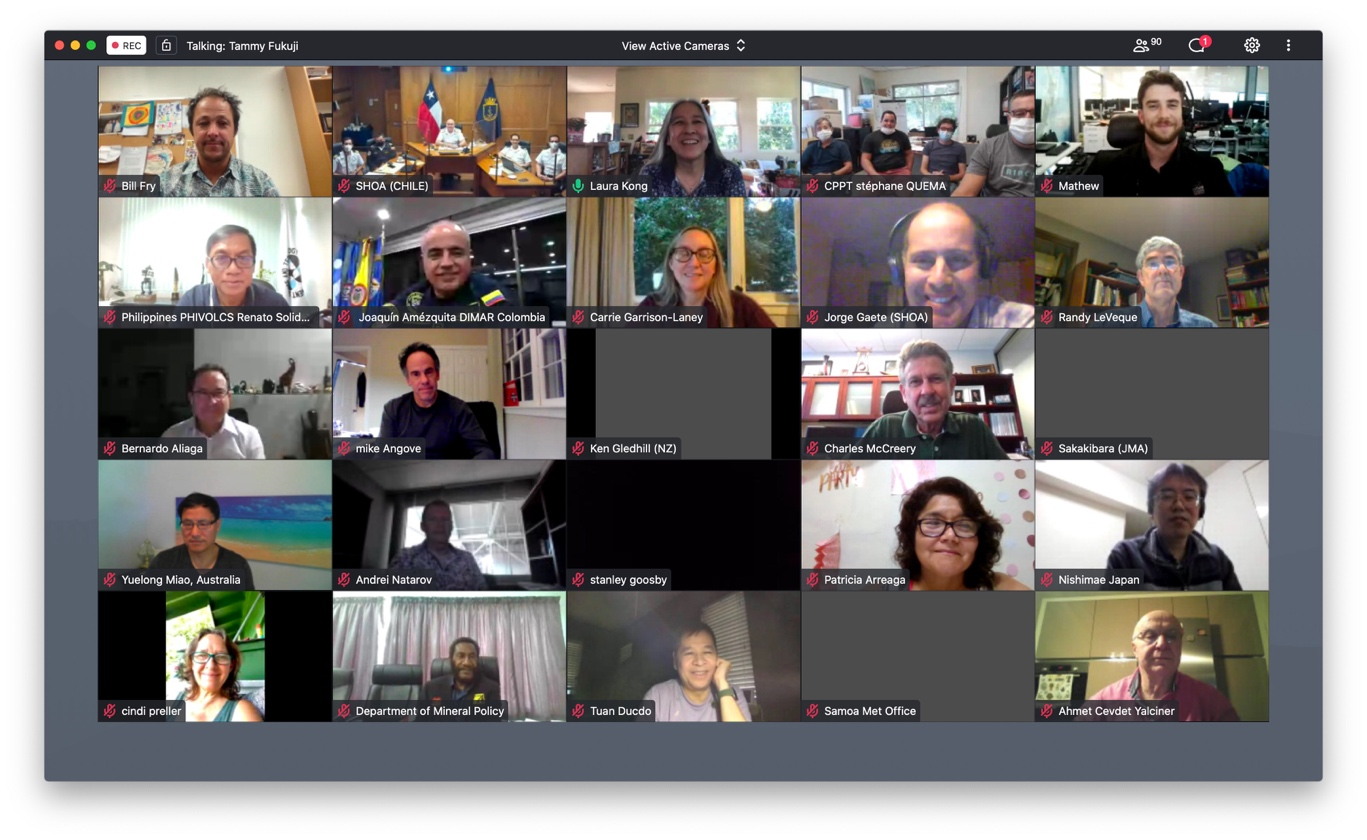 REC
Talking: Tammy Fukuji
View Active Cameras
90
1
Bill Fry
SHOA (CHILE)
Laura Kong
CPPT stéphane QUEMA
Mathew
Philippines PHIVOLCS Renato Solid...
Joaquín Amézquita DIMAR Colombia
Carrie Garrison-Laney
Jorge Gaete (SHOA)
Randy LeVeque
Bernardo Aliaga
mike Angove
Ken Gledhill (NZ)
Charles McCreery
Sakakibara (JMA)
Yuelong Miao, Australia
Andrei Natarov
stanley goosby
Patricia Arreaga
Nishimae Japan
cindi preller
Department of Mineral Policy
Tuan Ducdo
Samoa Met Office
Ahmet Cevdet Yalciner